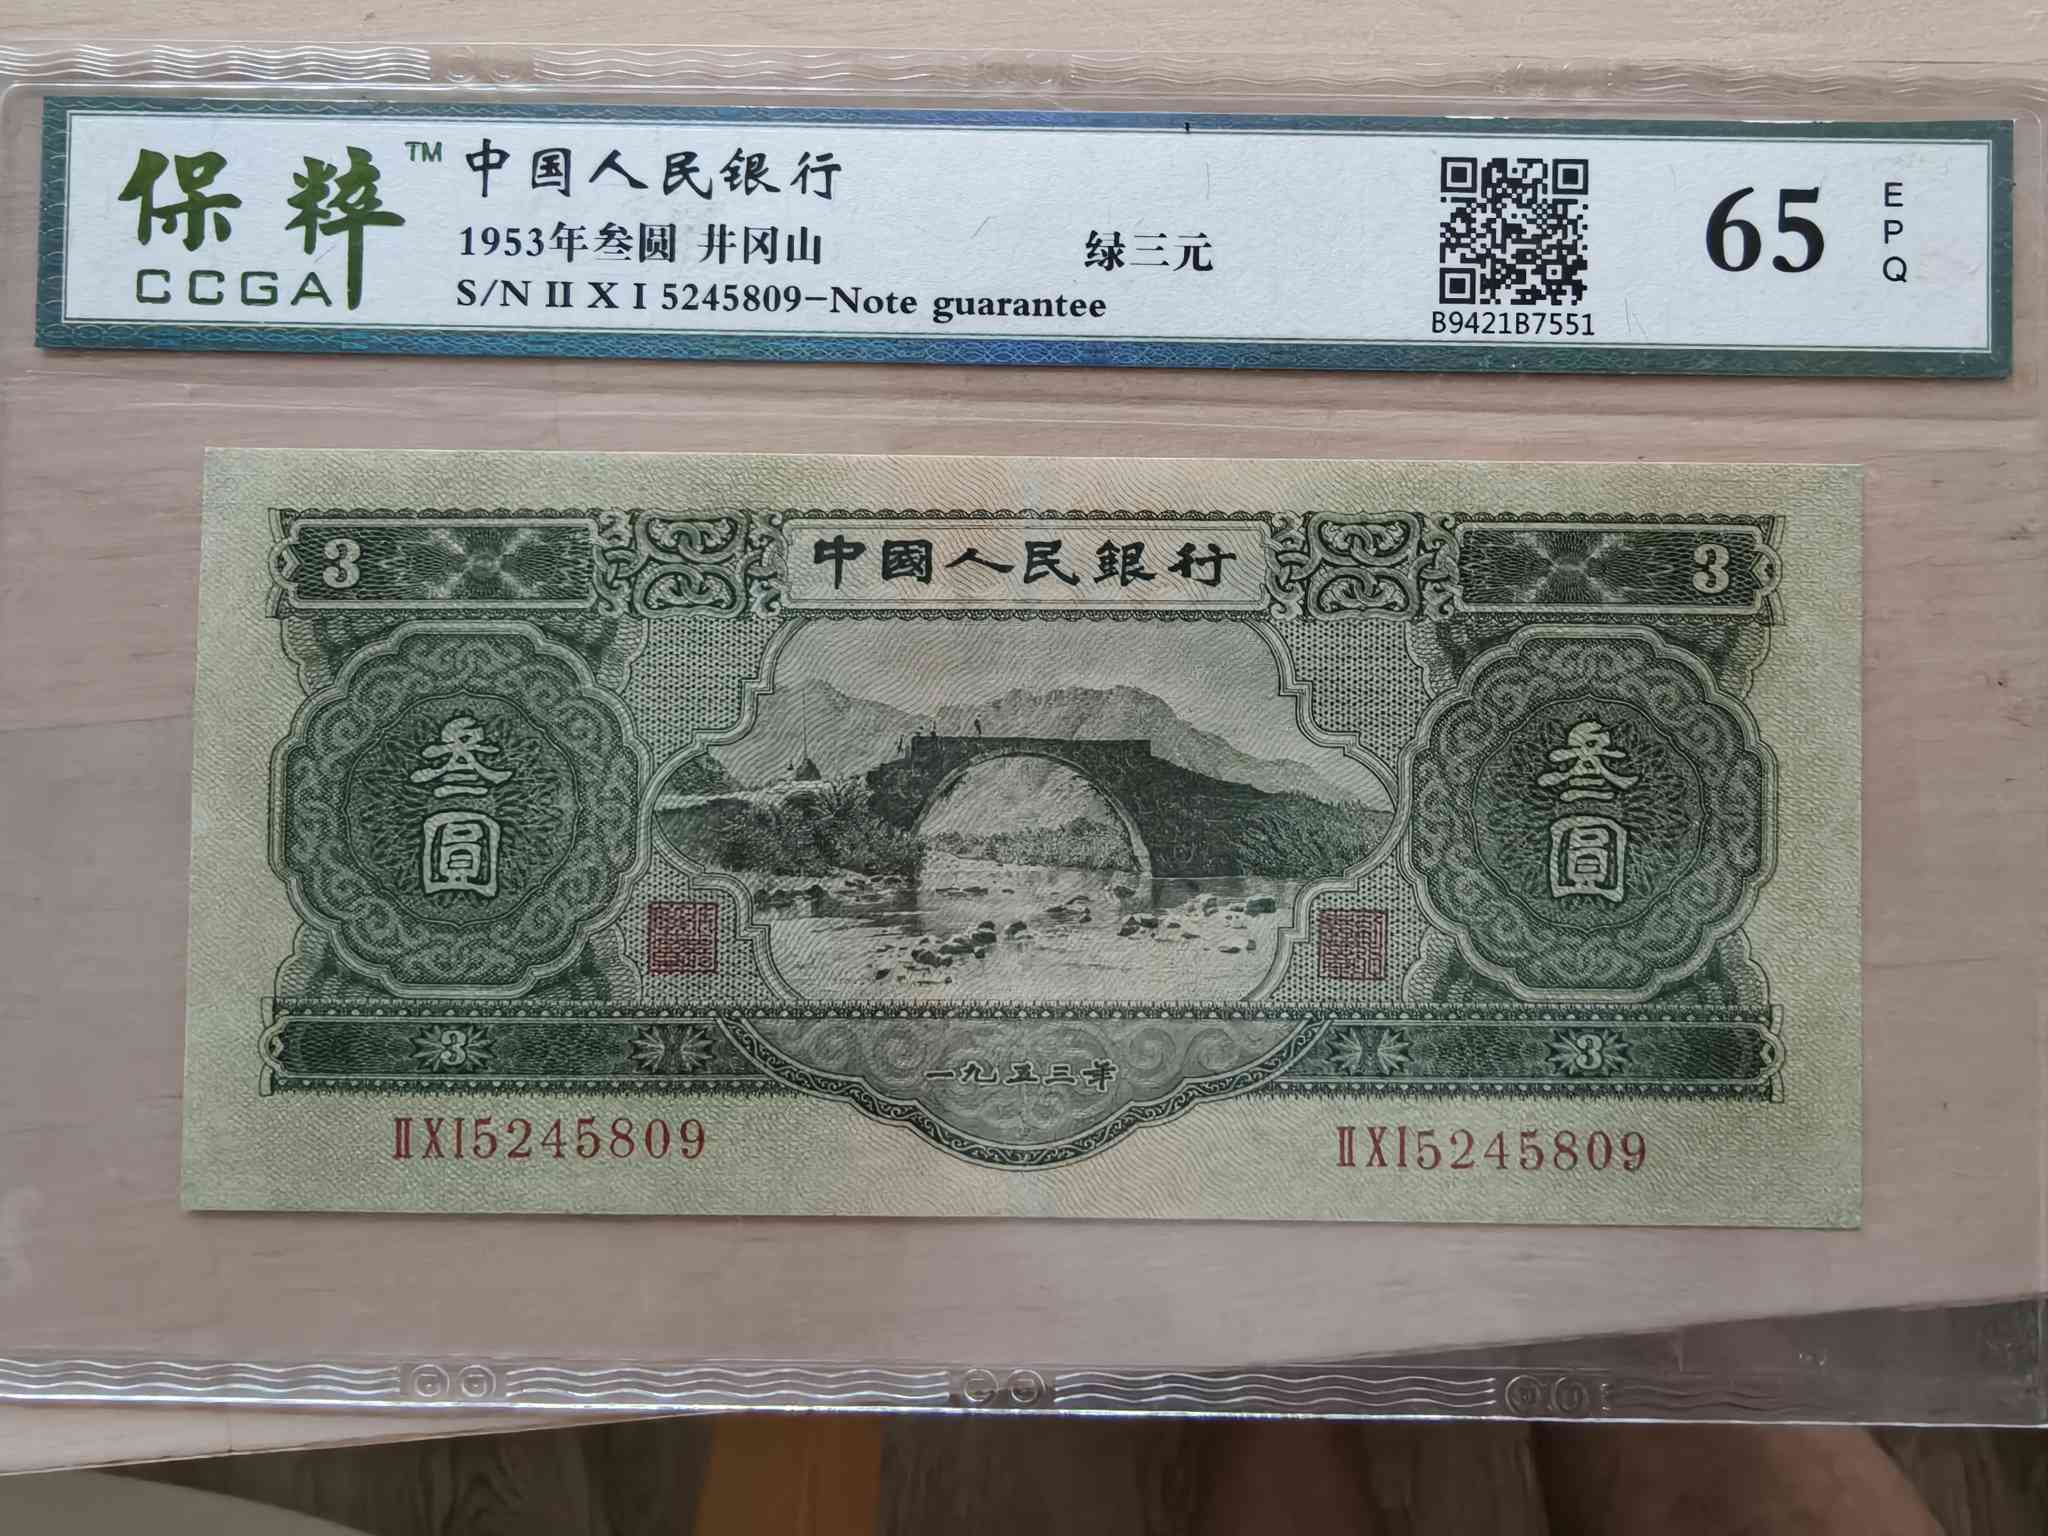 保粹™
CCGA
中国人民银行
1953年叁圆 井冈山
绿三元
S/N II X I 5245809-Note guarantee
B9421B7551
65
EPQ
3
中國人民銀行
3
叁圓
叁圓
3
一九五三年
3
ⅡXI5245809
ⅡXI5245809